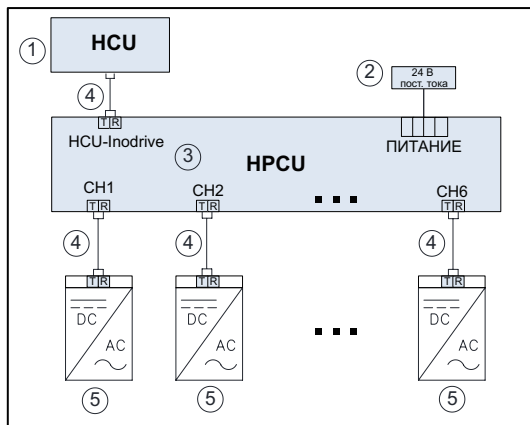 1
HCU
2
24 В
пост. тока
4
T R
HCU-Inodrive
ПИТАНИЕ
3
HPCU
CH1
CH2
CH6
T R
T R
T R
4
4
4
T R
T R
T R
DC
DC
DC
AC
AC
AC
5
5
5